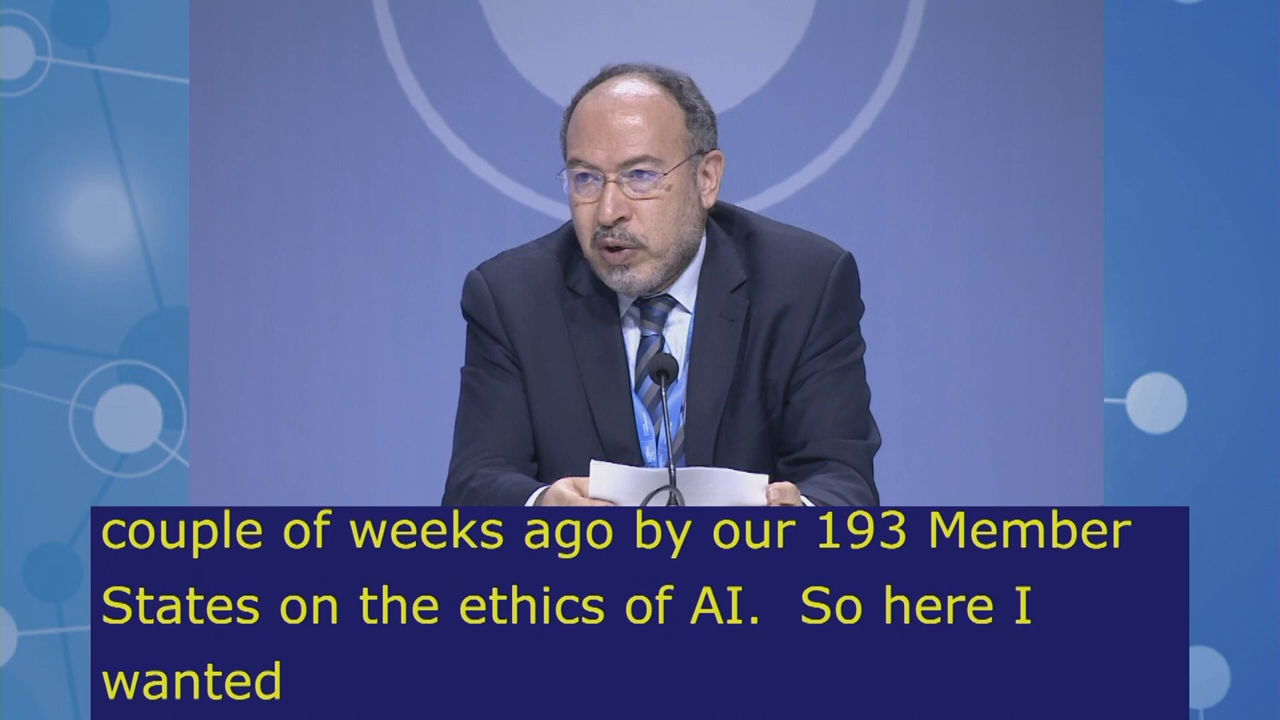 couple of weeks ago by our 193 Member
States on the ethics of AI.  So here I
wanted